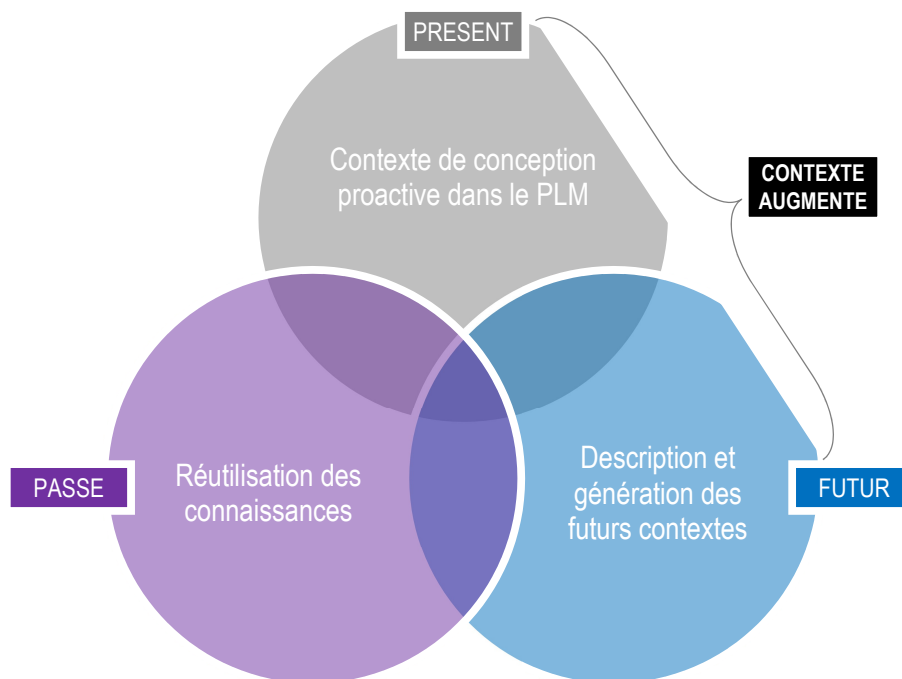 PRESENT
Contexte de conception
proactive dans le PLM
CONTEXTE
AUGMENTE
PASSE
Réutilisation des
connaissances
Description et
génération des
futurs contextes
FUTUR